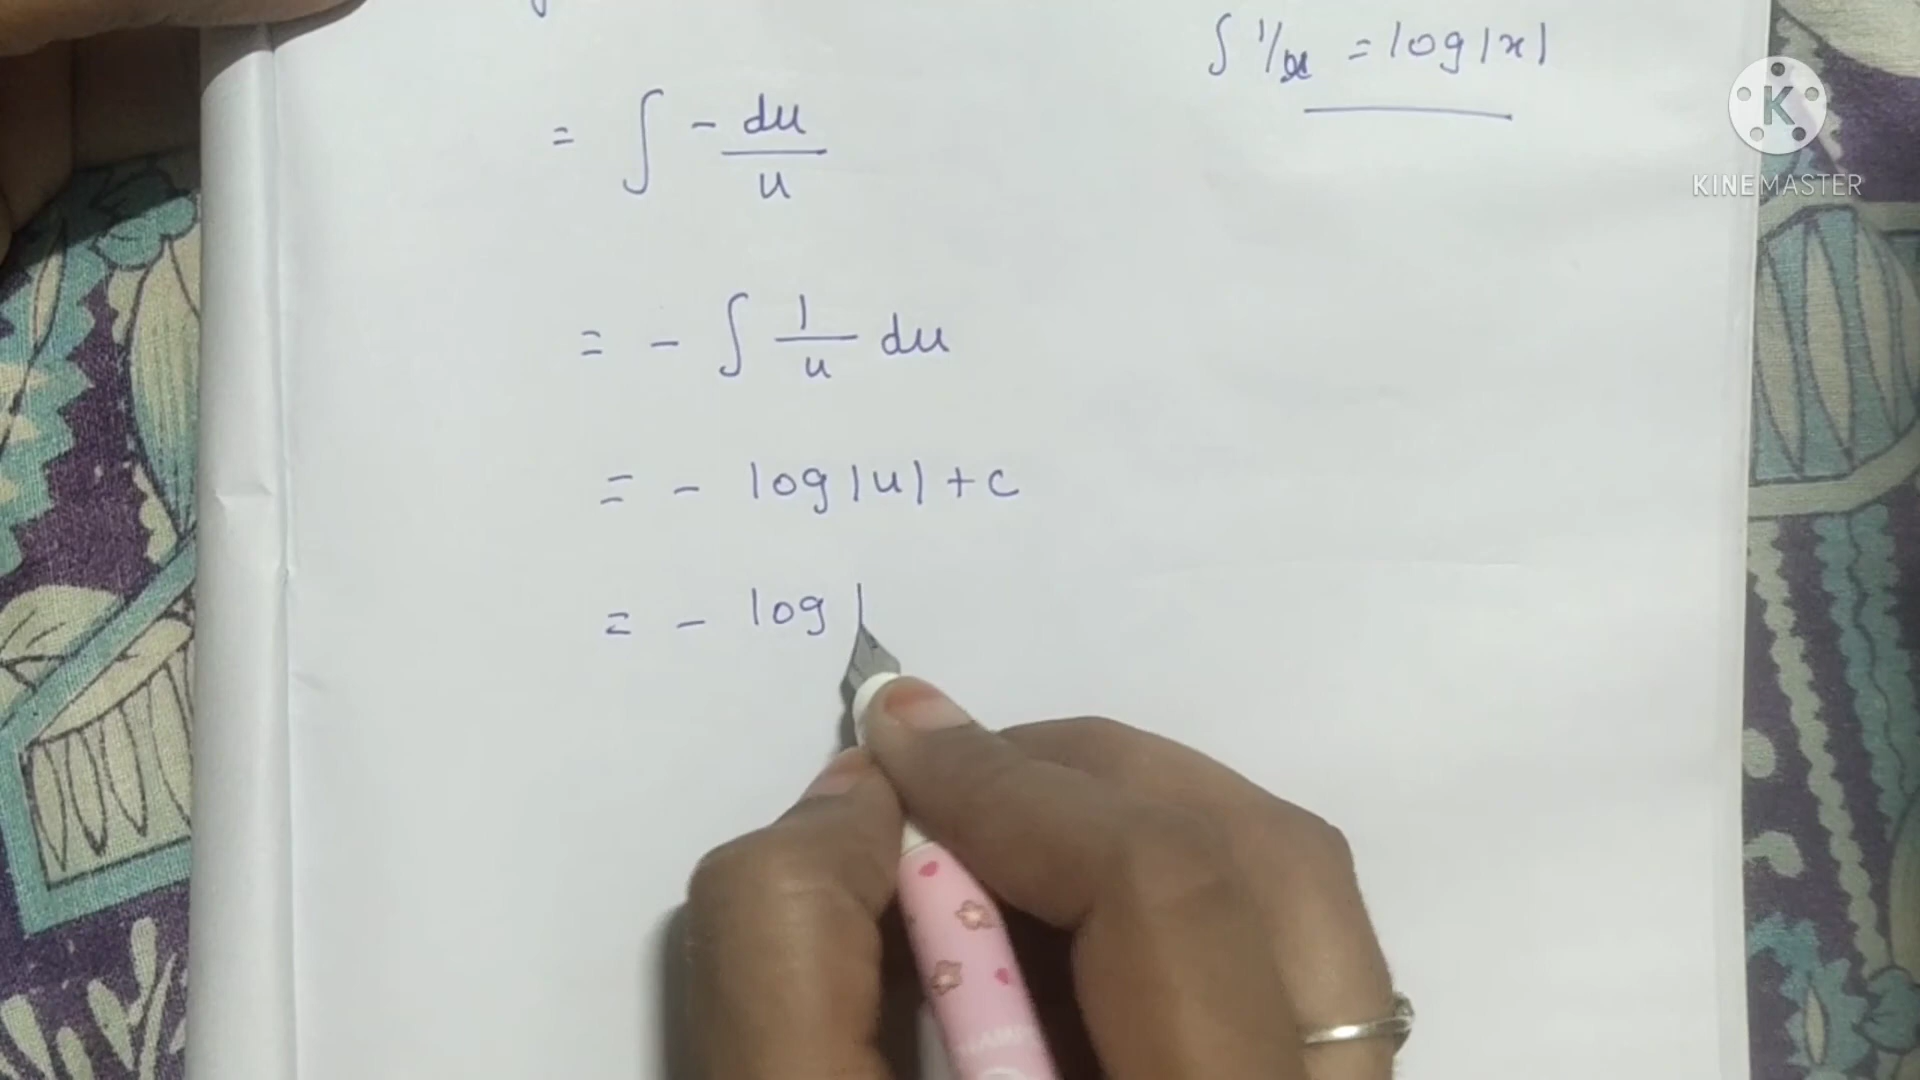 ∫ 1/x = log|x|
= ∫ - du/u
= - ∫ 1/u du
= - log|u| + c
= - log |
K
KINEMASTER